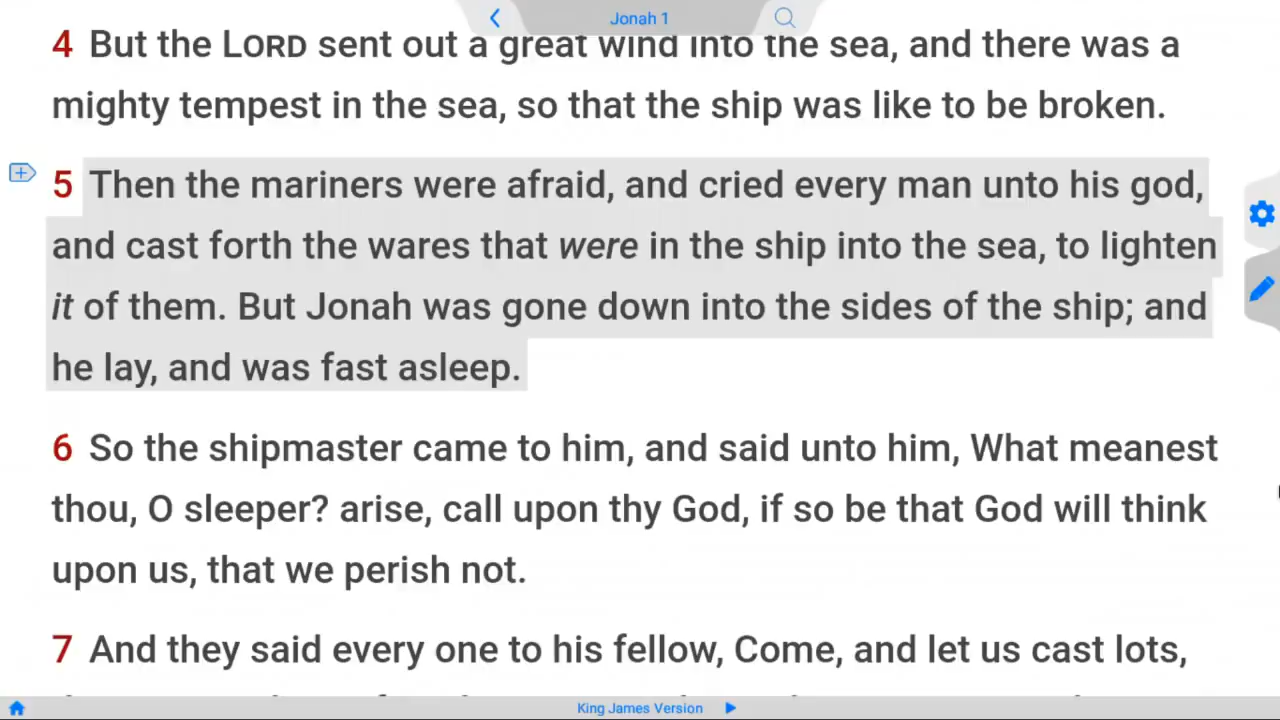 Jonah 1
4 But the LORD sent out a great wind into the sea, and there was a
mighty tempest in the sea, so that the ship was like to be broken.
5 Then the mariners were afraid, and cried every man unto his god,
and cast forth the wares that were in the ship into the sea, to lighten
it of them. But Jonah was gone down into the sides of the ship; and
he lay, and was fast asleep.
6 So the shipmaster came to him, and said unto him, What meanest
thou, O sleeper? arise, call upon thy God, if so be that God will think
upon us, that we perish not.
7 And they said every one to his fellow, Come, and let us cast lots,
King James Version